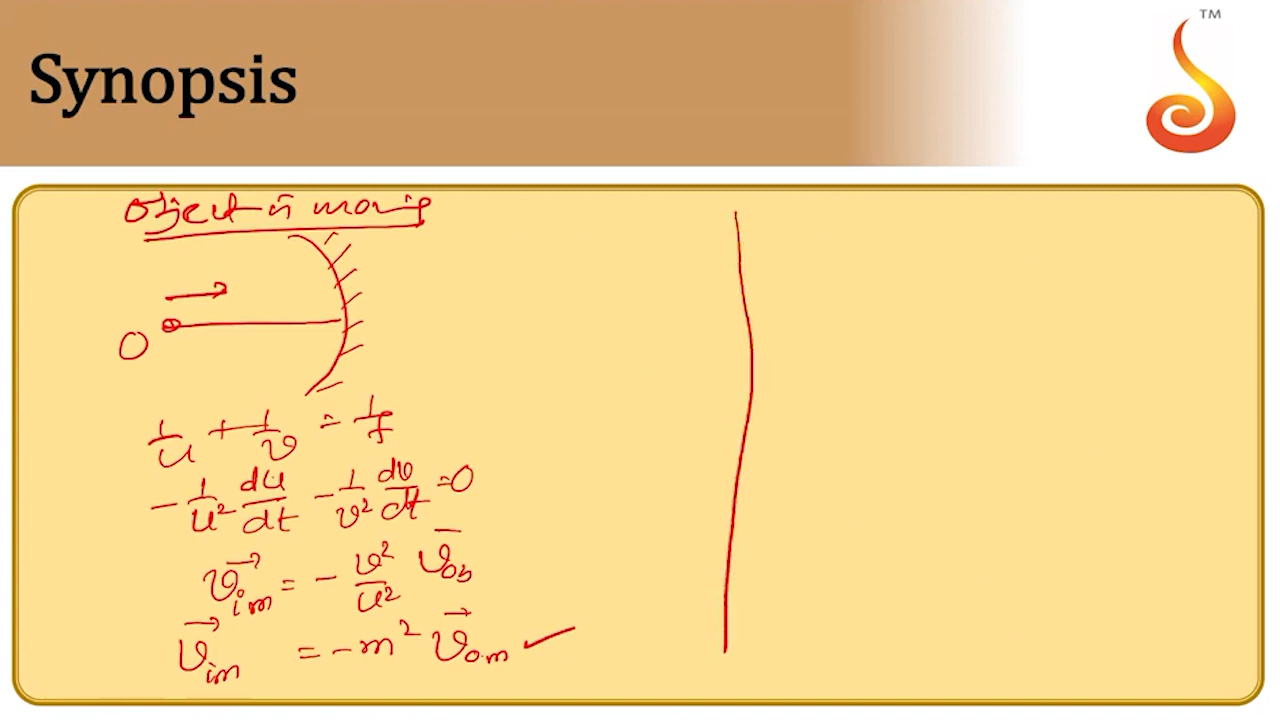 TM
Synopsis
Object is moving
O
1/u + 1/v = 1/f
- 1/u² du/dt - 1/v² dv/dt = 0
v⃗im = - v²/u² v⃗ob
v⃗im = - m² v⃗o.m ✓